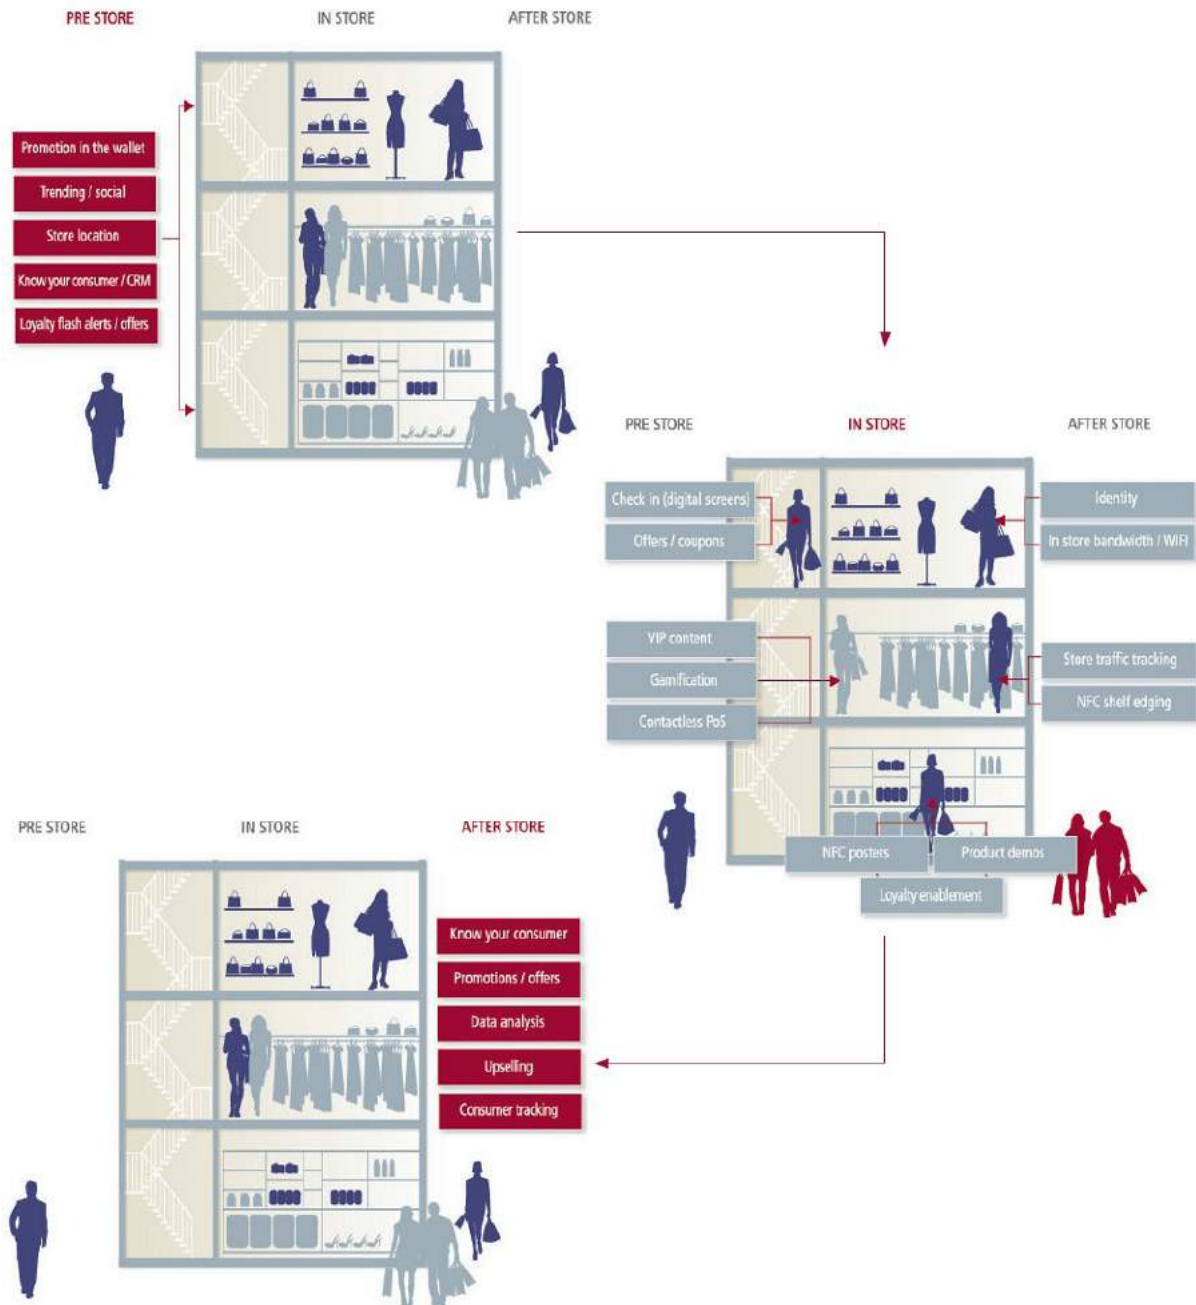 PRE STORE
IN STORE
AFTER STORE
Promotion in the wallet
Trending / social
Store location
Know your consumer / CRM
Loyalty flash alerts / offers
PRE STORE
IN STORE
AFTER STORE
Check in (digital screens)
Offers / coupons
Identity
In store bandwidth / WiFi
VIP content
Gamification
Contactless PoS
Store traffic tracking
NFC shelf edging
NFC posters
Product demos
Loyalty enablement
PRE STORE
IN STORE
AFTER STORE
Know your consumer
Promotions / offers
Data analysis
Upselling
Consumer tracking